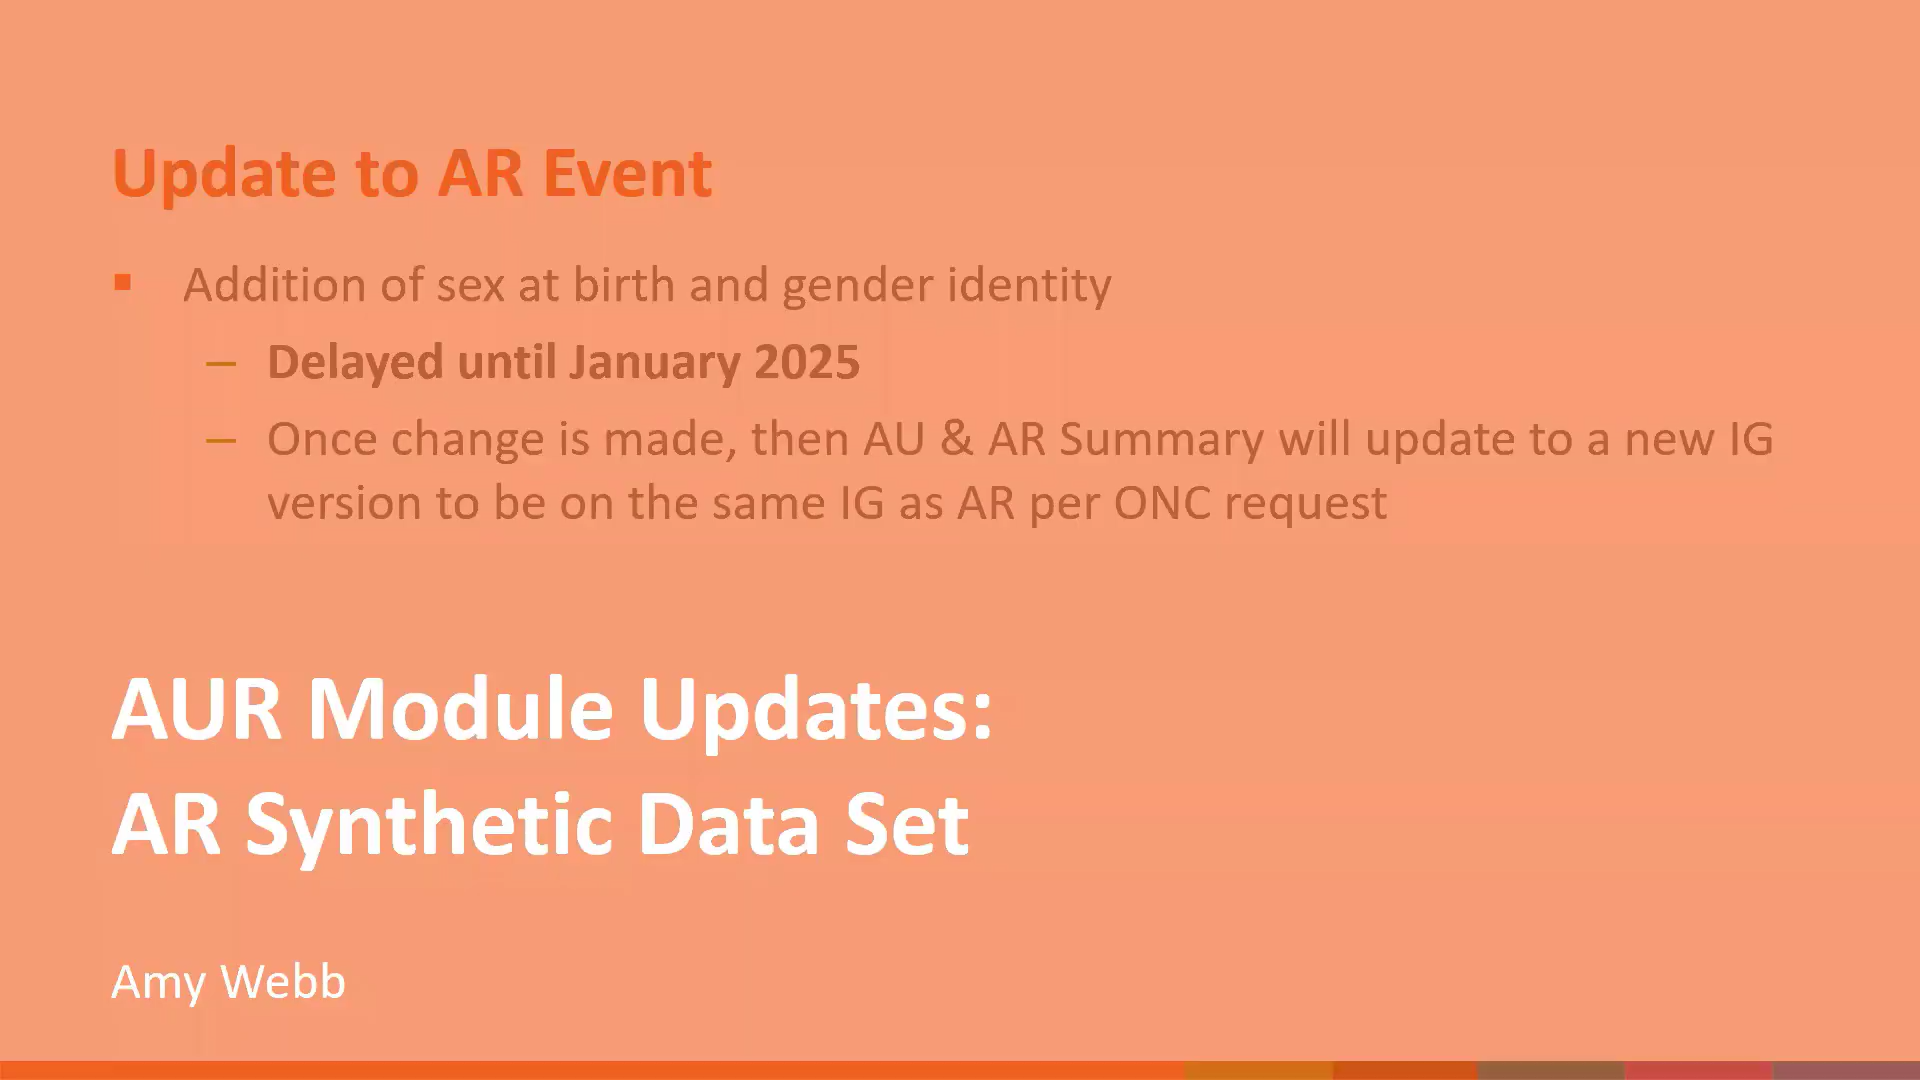 Update to AR Event
▪ Addition of sex at birth and gender identity
– Delayed until January 2025
– Once change is made, then AU & AR Summary will update to a new IG
version to be on the same IG as AR per ONC request
AUR Module Updates:
AR Synthetic Data Set
Amy Webb